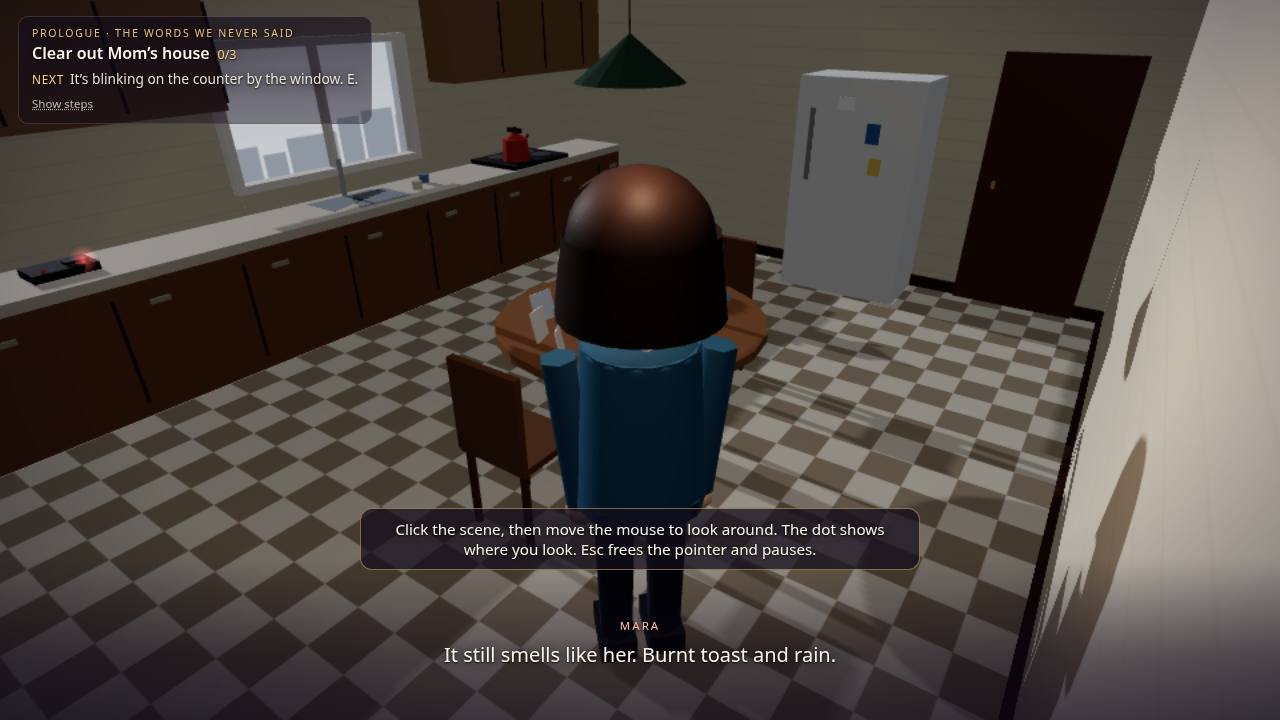 PROLOGUE · THE WORDS WE NEVER SAID
Clear out Mom’s house 0/3
NEXT It’s blinking on the counter by the window. E.
Show steps
Click the scene, then move the mouse to look around. The dot shows
where you look. Esc frees the pointer and pauses.
MARA
It still smells like her. Burnt toast and rain.